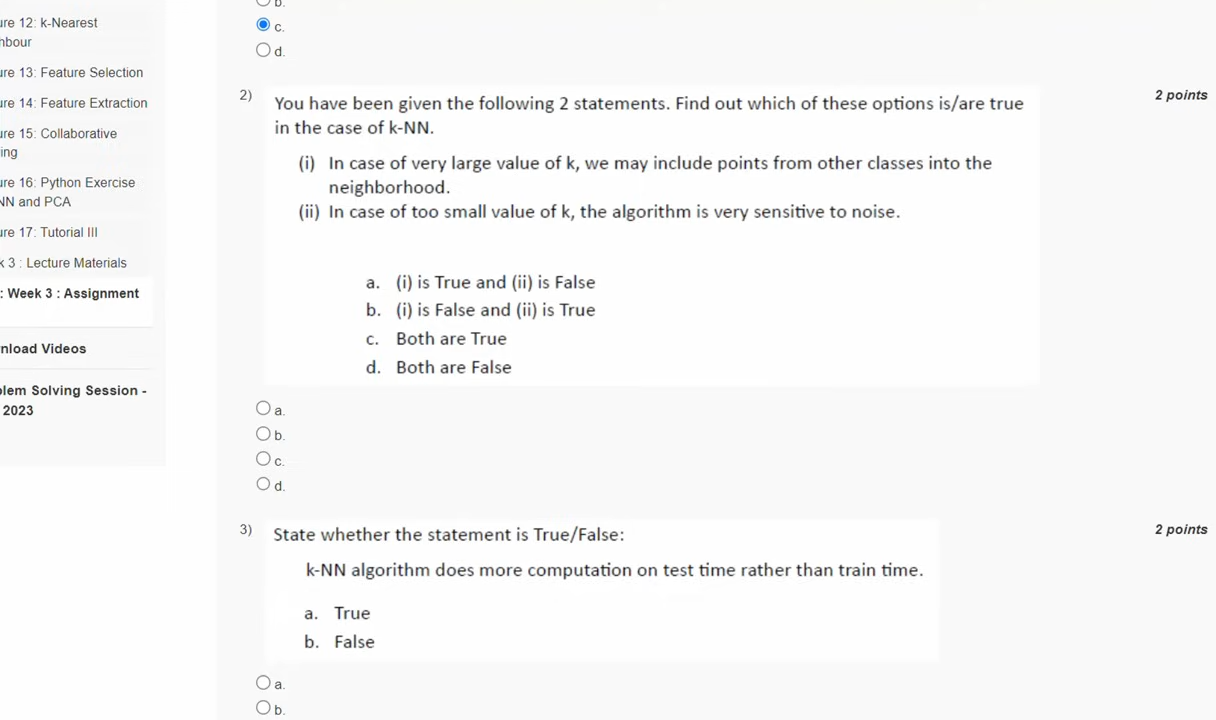 b.
ure 12: k-Nearest
hbour
c.
d.
ure 13: Feature Selection
ure 14: Feature Extraction
ure 15: Collaborative
ing
ure 16: Python Exercise
NN and PCA
ure 17: Tutorial III
k 3 : Lecture Materials
: Week 3 : Assignment
nload Videos
blem Solving Session -
2023
2)
2 points
You have been given the following 2 statements. Find out which of these options is/are true
in the case of k-NN.
(i) In case of very large value of k, we may include points from other classes into the
neighborhood.
(ii) In case of too small value of k, the algorithm is very sensitive to noise.
a. (i) is True and (ii) is False
b. (i) is False and (ii) is True
c. Both are True
d. Both are False
a.
b.
c.
d.
3)
2 points
State whether the statement is True/False:
k-NN algorithm does more computation on test time rather than train time.
a. True
b. False
a.
b.